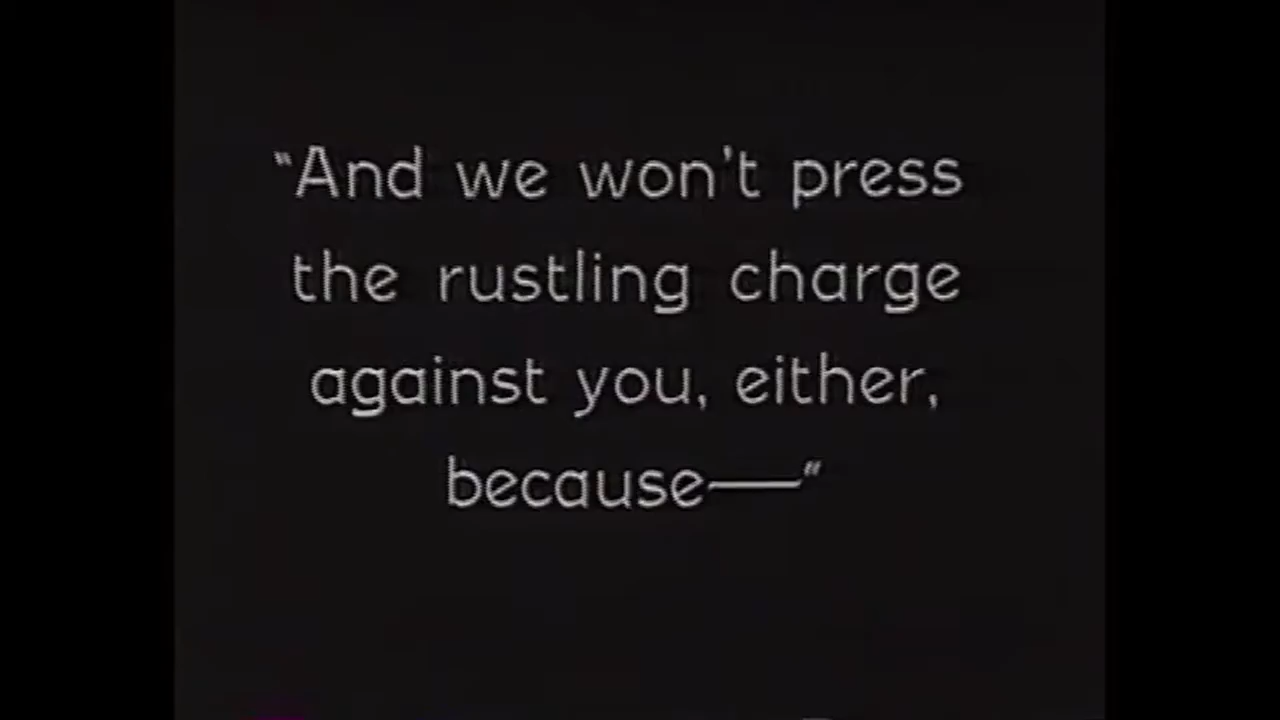 "And we won't press
the rustling charge
against you, either,
because—"